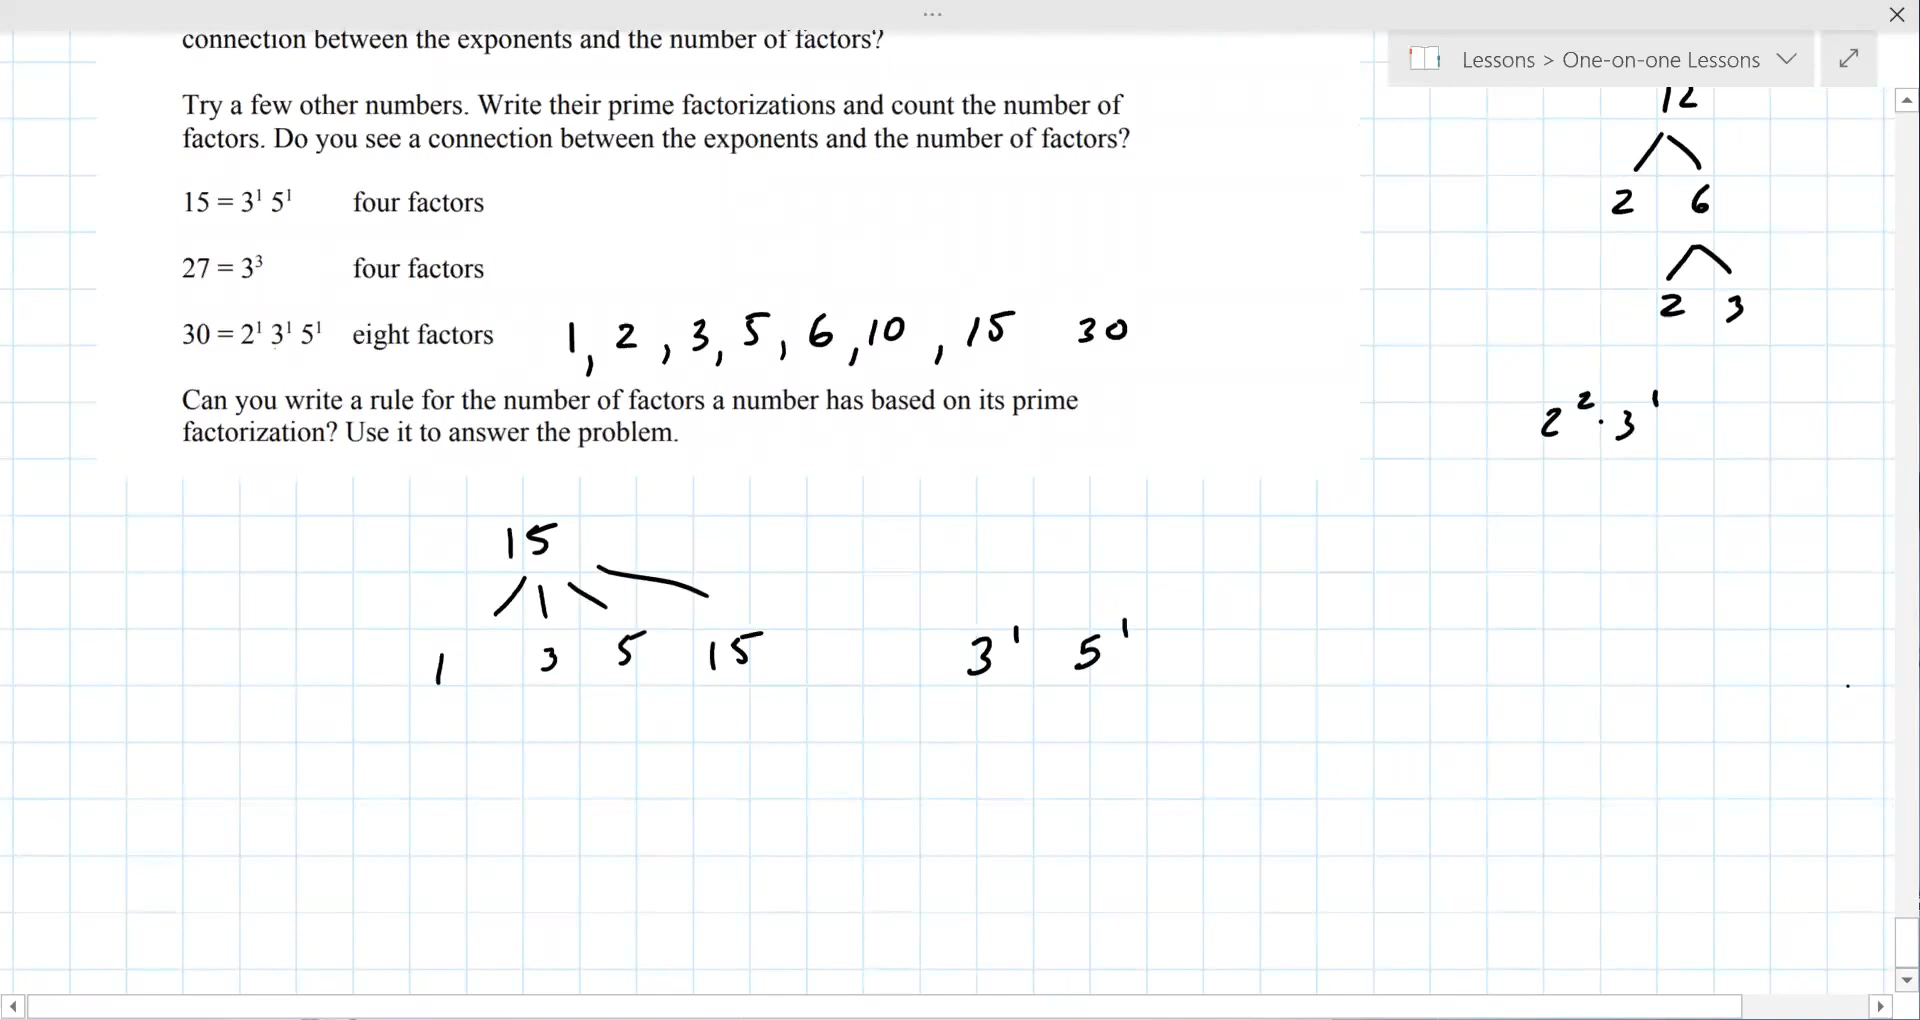 connection between the exponents and the number of factors?
Lessons > One-on-one Lessons
Try a few other numbers. Write their prime factorizations and count the number of
factors. Do you see a connection between the exponents and the number of factors?
15 = 3¹ 5¹ four factors
27 = 3³ four factors
30 = 2¹ 3¹ 5¹ eight factors 1, 2, 3, 5, 6, 10, 15 30
Can you write a rule for the number of factors a number has based on its prime
factorization? Use it to answer the problem.
12
2 6
2 3
2² · 3¹
15
1 3 5 15
3¹ 5¹